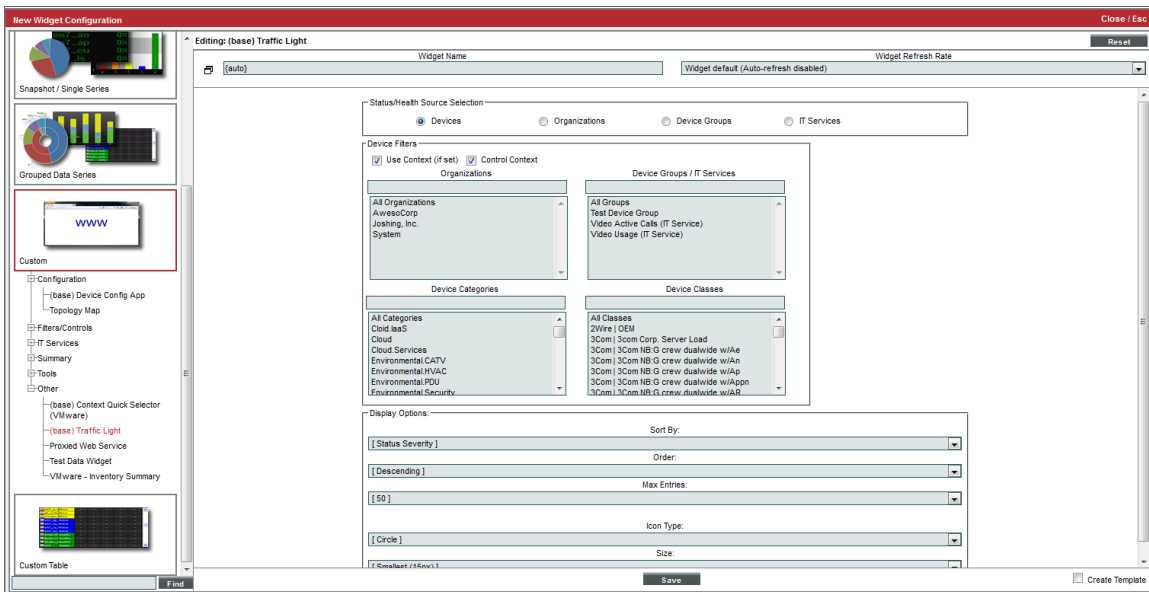 New Widget Configuration
Close / Esc
Snapshot / Single Series
Grouped Data Series
www
Custom
Configuration
(base) Device Config App
Topology Map
Filters/Controls
IT Services
Summary
Tools
Other
(base) Context Quick Selector
(VMware)
(base) Traffic Light
Proxied Web Service
Test Data Widget
VMware - Inventory Summary
Custom Table
Find
Editing: (base) Traffic Light
Reset
Widget Name
Widget Refresh Rate
{auto}
Widget default (Auto-refresh disabled)
Status/Health Source Selection
Devices
Organizations
Device Groups
IT Services
Device Filters
Use Context (if set)
Control Context
Organizations
Device Groups / IT Services
All Organizations
AwesoCorp
Joshing, Inc.
System
All Groups
Test Device Group
Video Active Calls (IT Service)
Video Usage (IT Service)
Device Categories
Device Classes
All Categories
Cloid.IaaS
Cloud
Cloud.Services
Environmental.CATV
Environmental.HVAC
Environmental.PDU
Environmental.Security
All Classes
2Wire | OEM
3Com | 3com Corp. Server Load
3Com | 3Com NB:G crew dualwide w/Ae
3Com | 3Com NB:G crew dualwide w/An
3Com | 3Com NB:G crew dualwide w/Ap
3Com | 3Com NB:G crew dualwide w/Appn
3Com | 3Com NB:G crew dualwide w/AR
Display Options:
Sort By:
[ Status Severity ]
Order:
[ Descending ]
Max Entries:
[ 50 ]
Icon Type:
[ Circle ]
Size:
[ Smallest (15px) ]
Save
Create Template